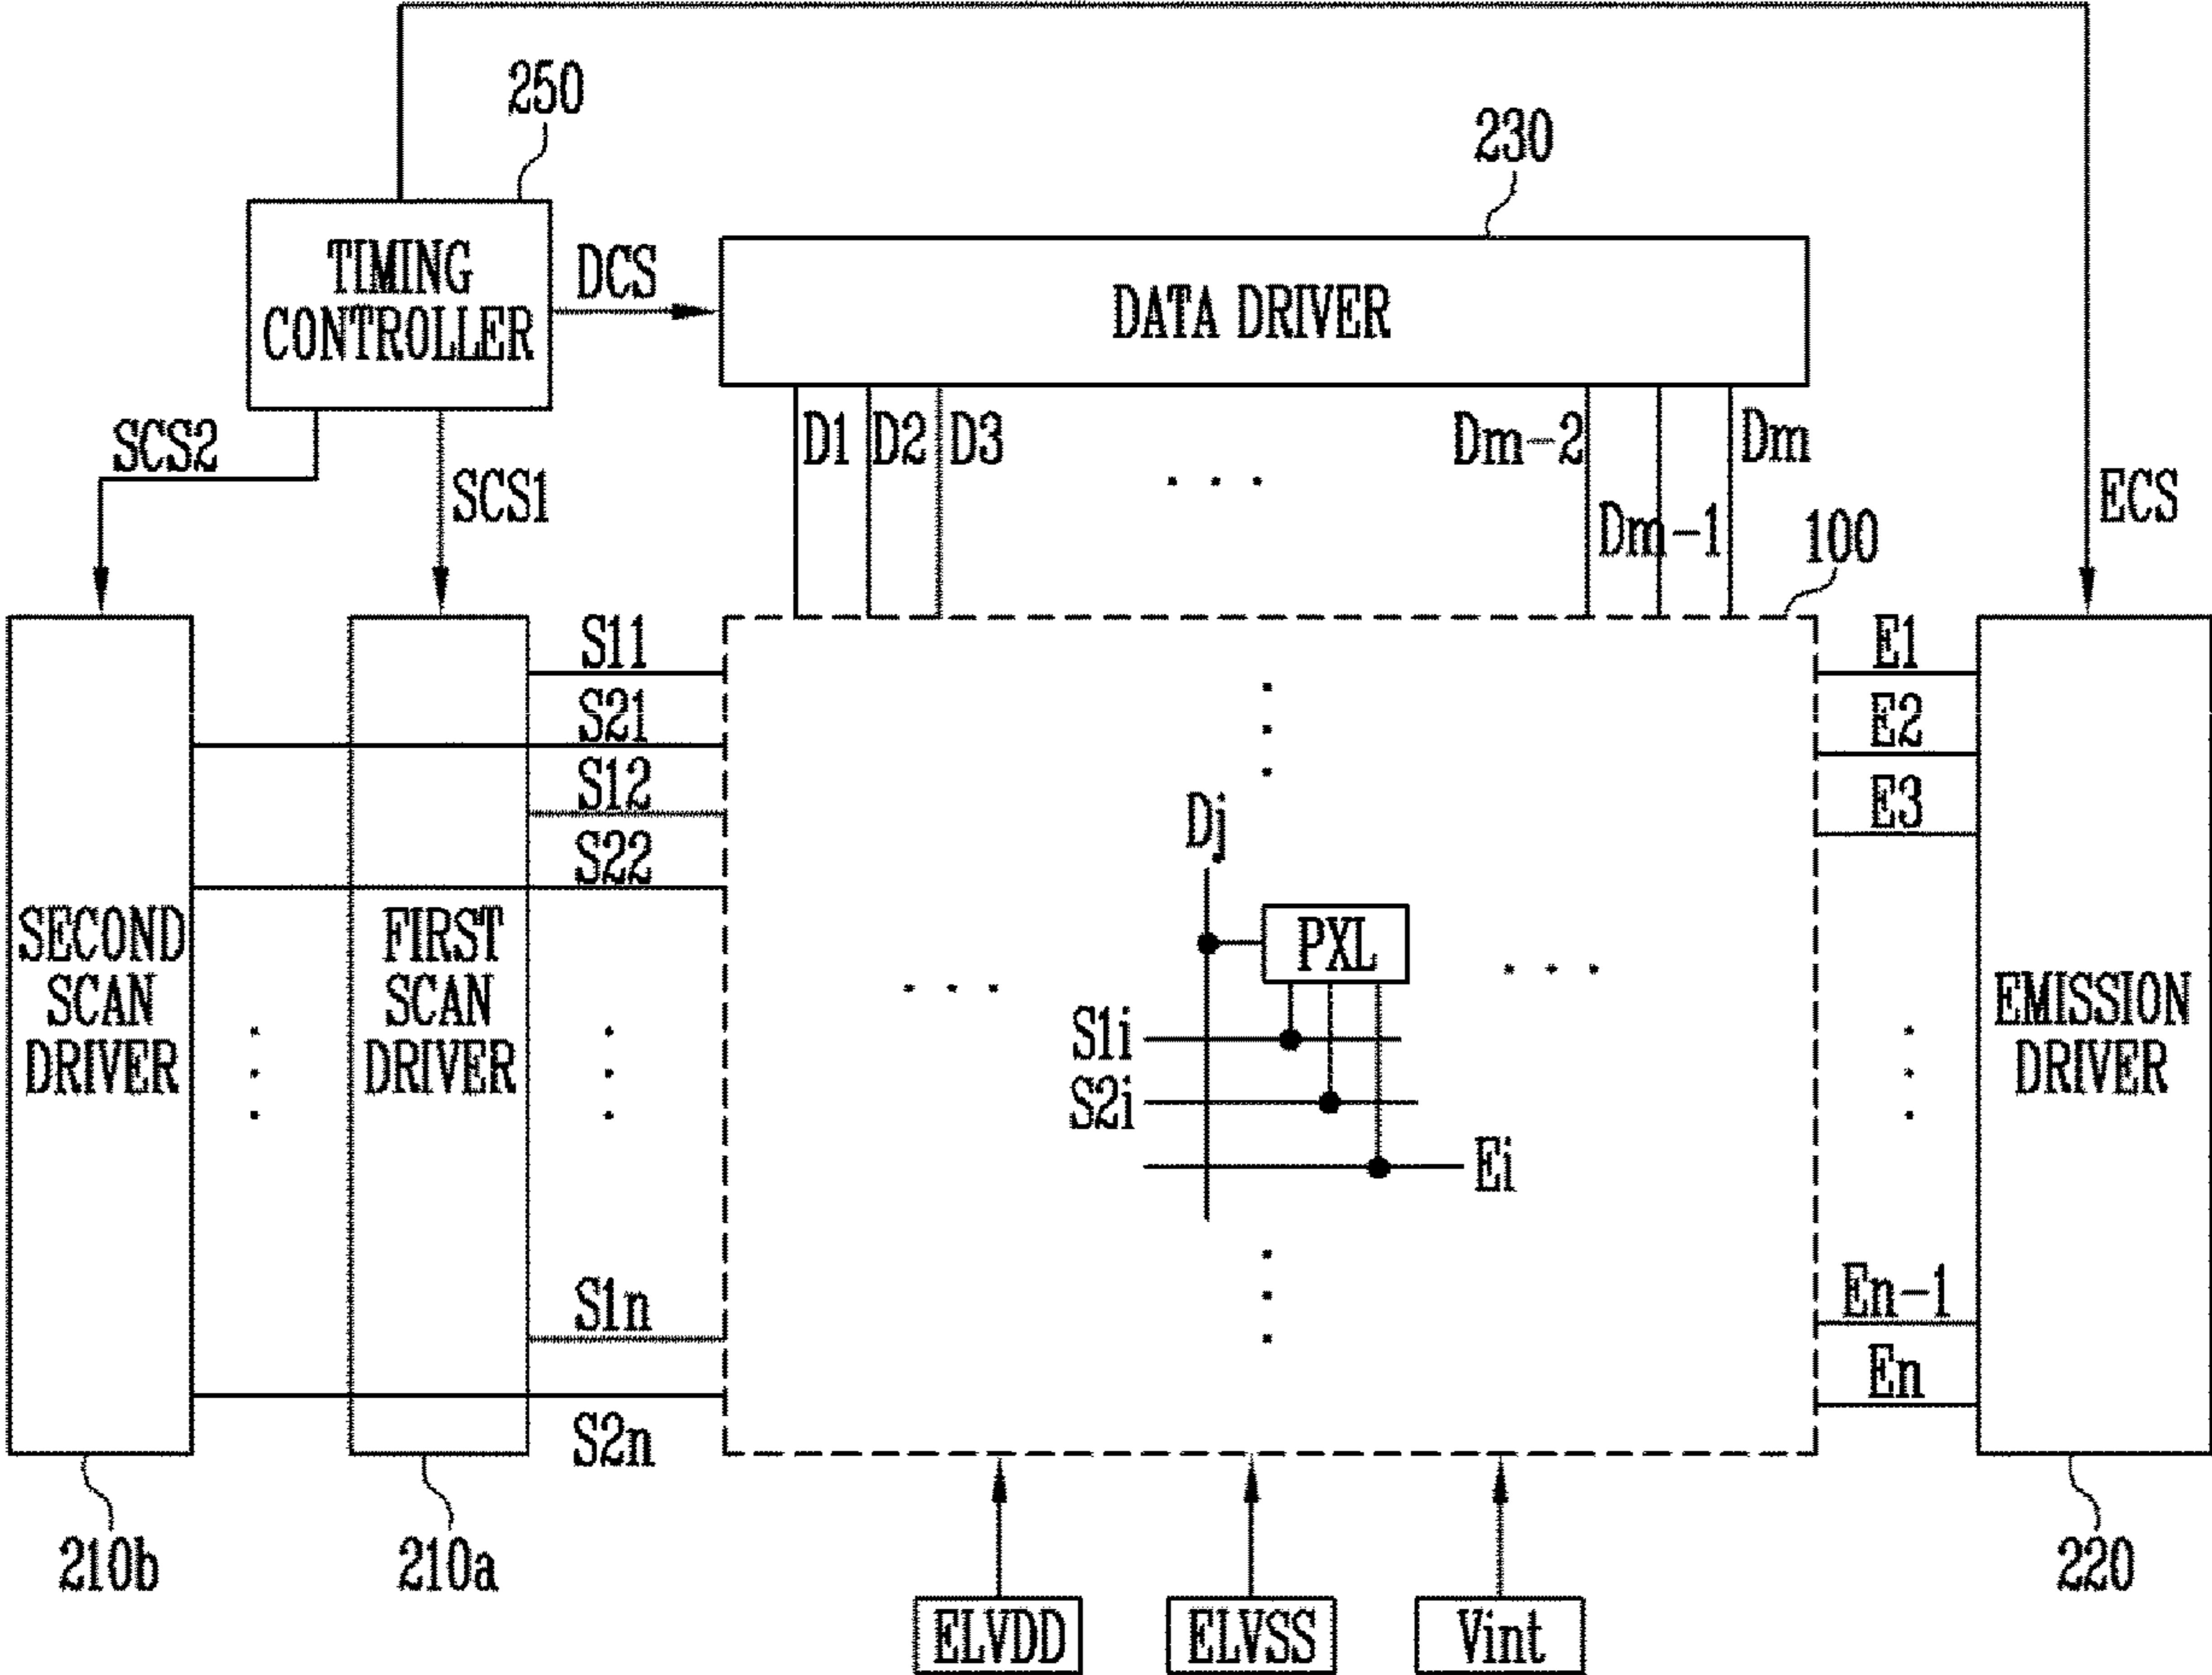 250
230
TIMING
CONTROLLER
DCS
DATA DRIVER
SCS2
SCS1
D1 D2 D3 . . . Dm-2 Dm-1 Dm
ECS
100
S11
S21
S12
S22
S1n
S2n
E1
E2
E3
En-1
En
SECOND
SCAN
DRIVER
FIRST
SCAN
DRIVER
Dj
PXL
S1i
S2i
Ei
EMISSION
DRIVER
210b
210a
220
ELVDD
ELVSS
Vint